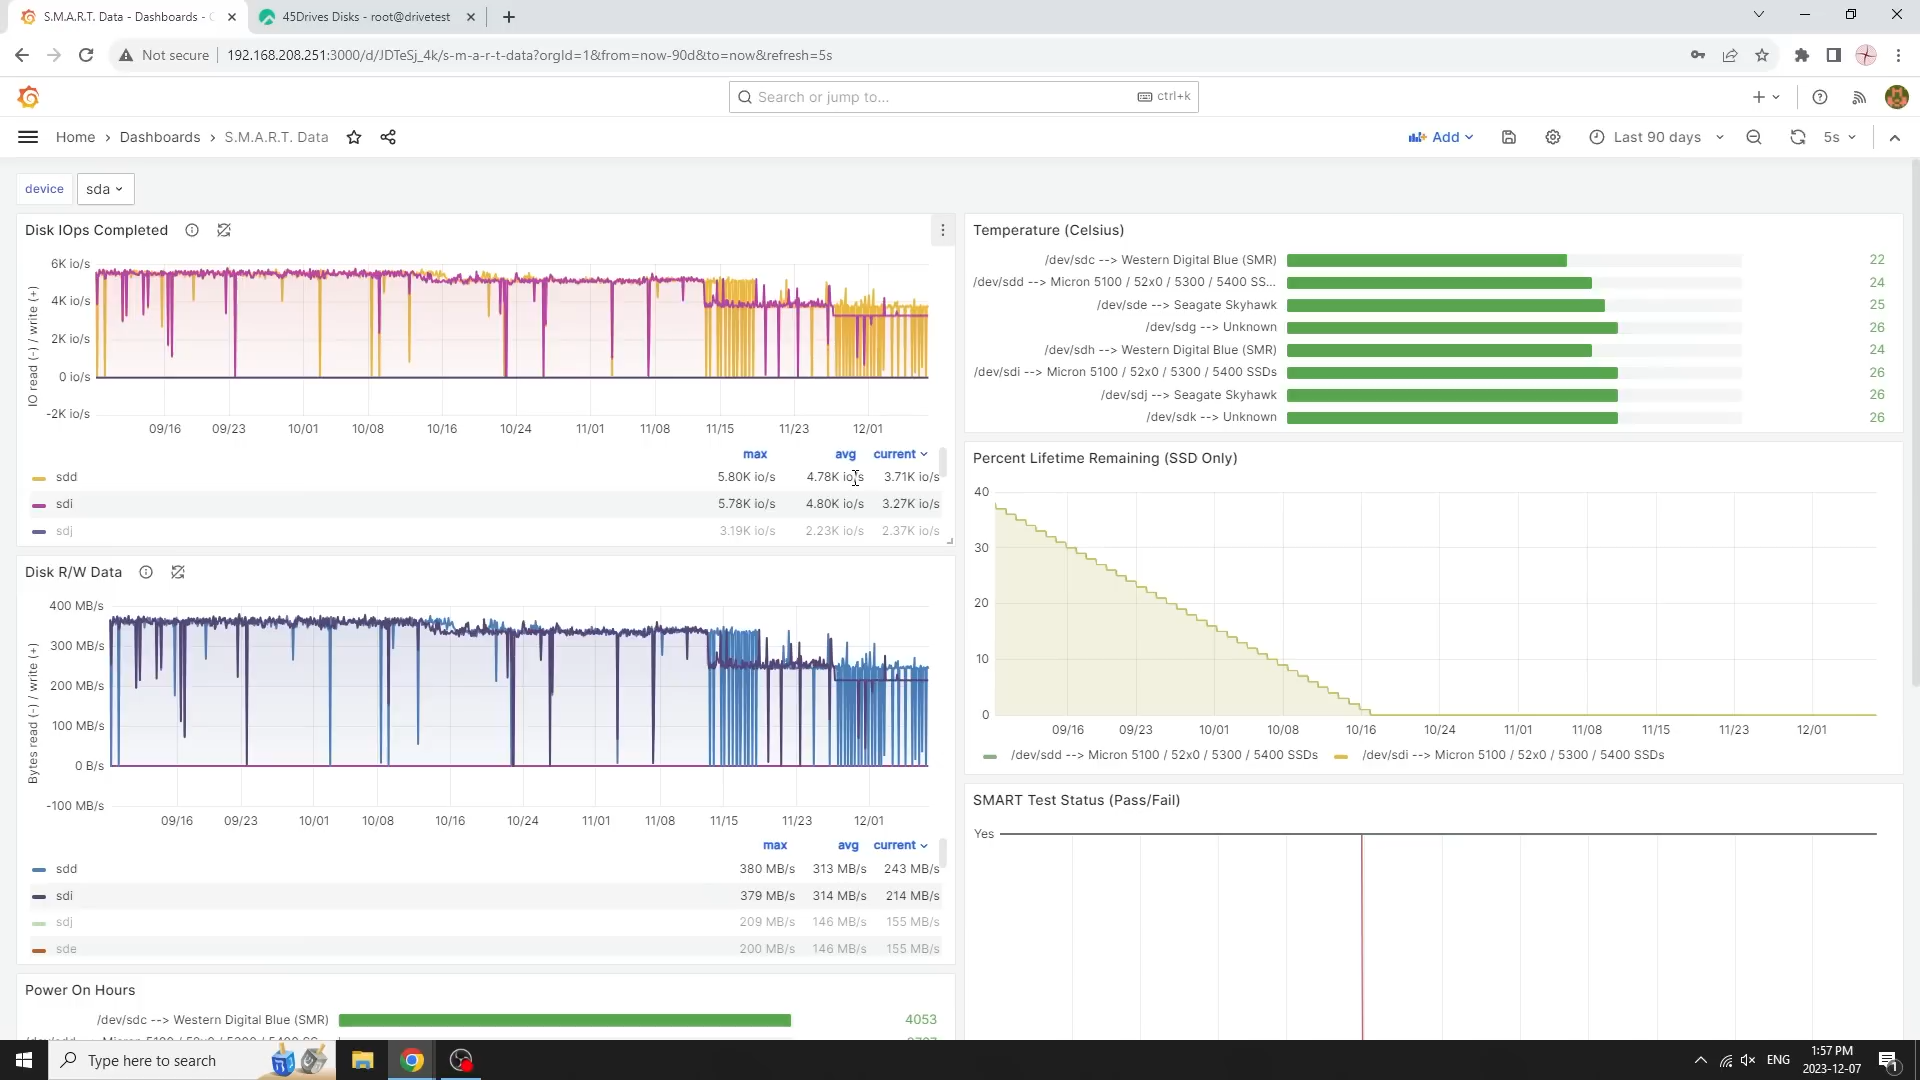 S.M.A.R.T. Data - Dashboards -
45Drives Disks - root@drivetest
Not secure
192.168.208.251:3000/d/JDTeSj_4k/s-m-a-r-t-data?orgId=1&from=now-90d&to=now&refresh=5s
Search or jump to...
ctrl+k
Home › Dashboards › S.M.A.R.T. Data
Add
Last 90 days
5s
device
sda
Disk IOps Completed
IO read (-) / write (+)
6K io/s
4K io/s
2K io/s
0 io/s
-2K io/s
09/16 09/23 10/01 10/08 10/16 10/24 11/01 11/08 11/15 11/23 12/01
max avg current
sdd 5.80K io/s 4.78K io/s 3.71K io/s
sdi 5.78K io/s 4.80K io/s 3.27K io/s
sdj 3.19K io/s 2.23K io/s 2.37K io/s
Disk R/W Data
Bytes read (-) / write (+)
400 MB/s
300 MB/s
200 MB/s
100 MB/s
0 B/s
-100 MB/s
09/16 09/23 10/01 10/08 10/16 10/24 11/01 11/08 11/15 11/23 12/01
max avg current
sdd 380 MB/s 313 MB/s 243 MB/s
sdi 379 MB/s 314 MB/s 214 MB/s
sdj 209 MB/s 146 MB/s 155 MB/s
sde 200 MB/s 146 MB/s 155 MB/s
Power On Hours
/dev/sdc --> Western Digital Blue (SMR) 4053
Temperature (Celsius)
/dev/sdc --> Western Digital Blue (SMR) 22
/dev/sdd --> Micron 5100 / 52x0 / 5300 / 5400 SS... 24
/dev/sde --> Seagate Skyhawk 25
/dev/sdg --> Unknown 26
/dev/sdh --> Western Digital Blue (SMR) 24
/dev/sdi --> Micron 5100 / 52x0 / 5300 / 5400 SSDs 26
/dev/sdj --> Seagate Skyhawk 26
/dev/sdk --> Unknown 26
Percent Lifetime Remaining (SSD Only)
40
30
20
10
0
09/16 09/23 10/01 10/08 10/16 10/24 11/01 11/08 11/15 11/23 12/01
/dev/sdd --> Micron 5100 / 52x0 / 5300 / 5400 SSDs /dev/sdi --> Micron 5100 / 52x0 / 5300 / 5400 SSDs
SMART Test Status (Pass/Fail)
Yes
Type here to search
ENG
1:57 PM
2023-12-07
1